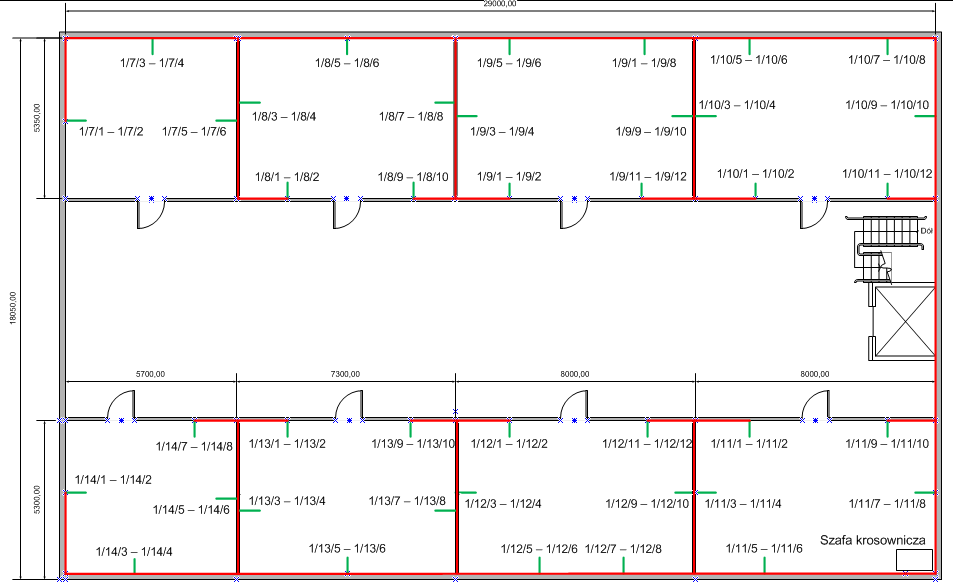 29000,00
1/7/3 – 1/7/4
1/8/5 – 1/8/6
1/9/5 – 1/9/6
1/9/1 – 1/9/8
1/10/5 – 1/10/6
1/10/7 – 1/10/8
5350,00
1/7/1 – 1/7/2
1/7/5 – 1/7/6
1/8/3 – 1/8/4
1/8/7 – 1/8/8
1/9/3 – 1/9/4
1/9/9 – 1/9/10
1/10/3 – 1/10/4
1/10/9 – 1/10/10
1/8/1 – 1/8/2
1/8/9 – 1/8/10
1/9/1 – 1/9/2
1/9/11 – 1/9/12
1/10/1 – 1/10/2
1/10/11 – 1/10/12
Dół
18050,00
5700,00
7300,00
8000,00
8000,00
1/14/7 – 1/14/8
1/13/1 – 1/13/2
1/13/9 – 1/13/10
1/12/1 – 1/12/2
1/12/11 – 1/12/12
1/11/1 – 1/11/2
1/11/9 – 1/11/10
5300,00
1/14/1 – 1/14/2
1/14/5 – 1/14/6
1/13/3 – 1/13/4
1/13/7 – 1/13/8
1/12/3 – 1/12/4
1/12/9 – 1/12/10
1/11/3 – 1/11/4
1/11/7 – 1/11/8
1/14/3 – 1/14/4
1/13/5 – 1/13/6
1/12/5 – 1/12/6
1/12/7 – 1/12/8
1/11/5 – 1/11/6
Szafa krosownicza